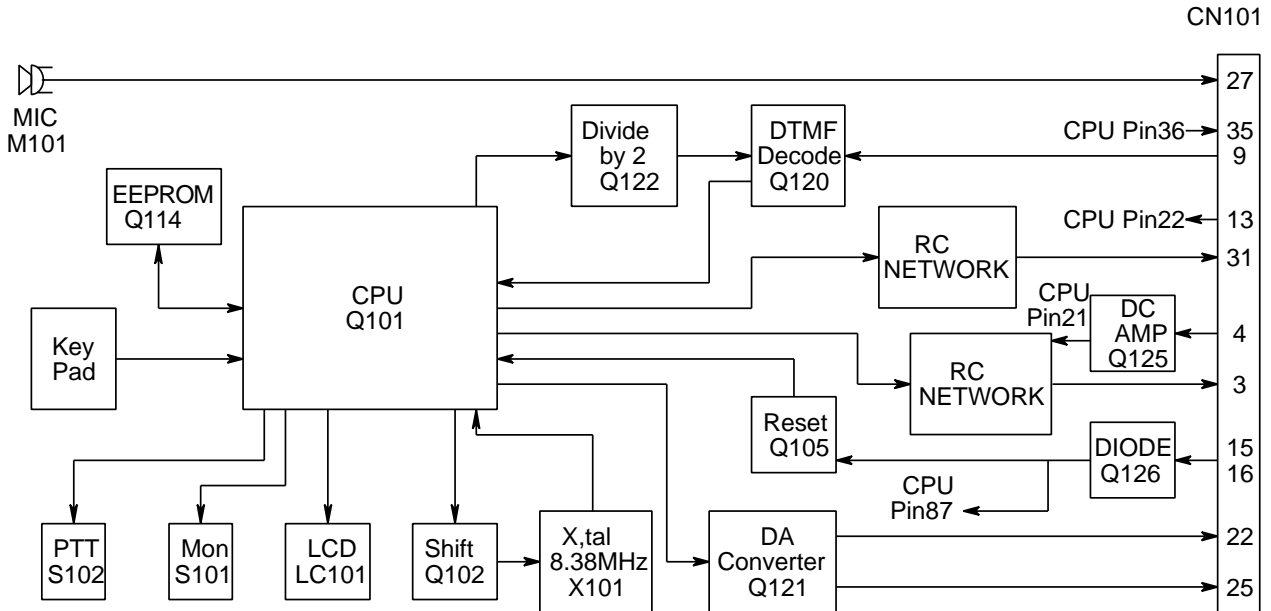 CN101
27
MIC
M101
Divide
by 2
Q122
DTMF
Decode
Q120
CPU Pin36
35
9
EEPROM
Q114
CPU Pin22
13
RC
NETWORK
31
CPU
Q101
CPU
Pin21
DC
AMP
Q125
4
Key
Pad
RC
NETWORK
3
Reset
Q105
DIODE
Q126
15
16
CPU
Pin87
PTT
S102
Mon
S101
LCD
LC101
Shift
Q102
X,tal
8.38MHz
X101
DA
Converter
Q121
22
25